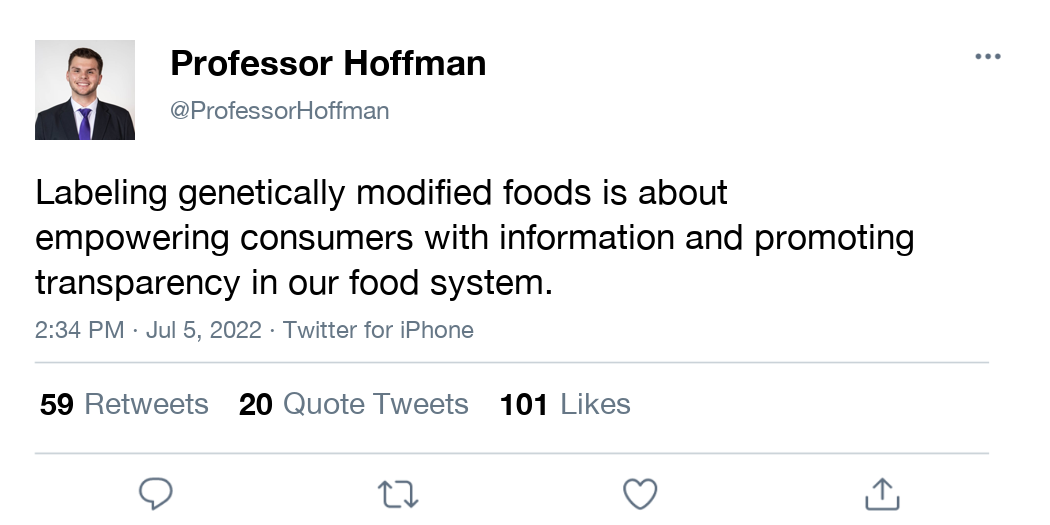 Professor Hoffman
@ProfessorHoffman
Labeling genetically modified foods is about
empowering consumers with information and promoting
transparency in our food system.
2:34 PM · Jul 5, 2022 · Twitter for iPhone
59 Retweets 20 Quote Tweets 101 Likes